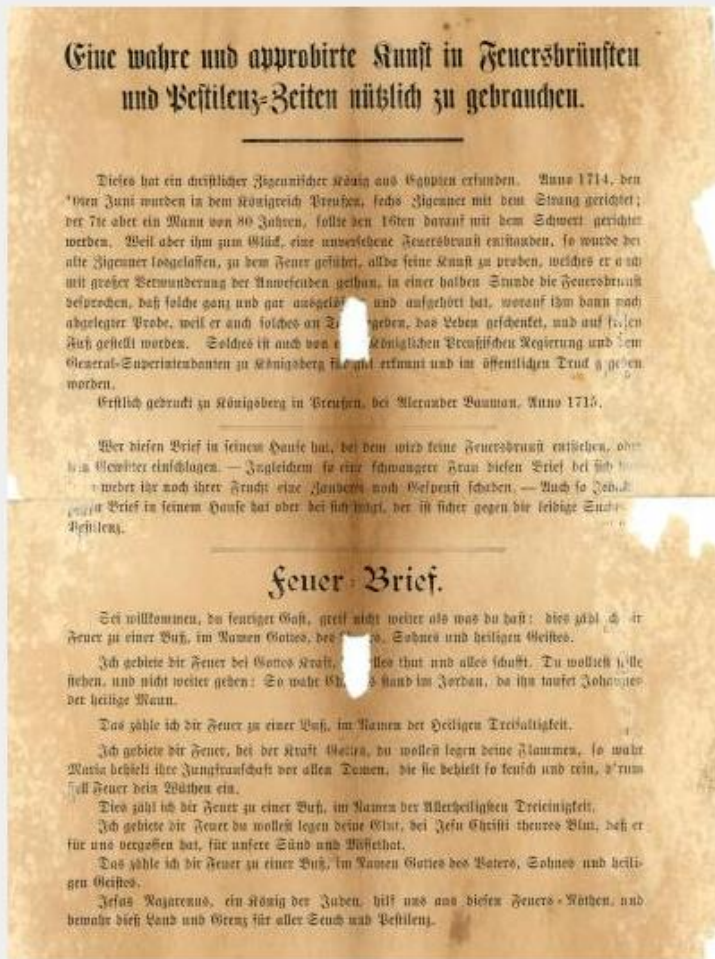 Eine wahre und approbirte Kunst in Feuersbrünsten
und Pestilenz-Zeiten nützlich zu gebrauchen.
Dieses hat ein christlicher Zigeunischer König aus Egypten erfunden. Anno 1714, den
Juni wurden in dem Königreich Preußen, sechs Zigeuner mit dem Strang gerichtet;
der 7te aber ein Mann von 80 Jahren, sollte den 16ten darauf mit dem Schwert gerichtet
werden. Weil aber ihm zum Glück, eine unversehene Feuersbrunst entstanden, so wurde der
alte Zigeuner losgelassen, zu dem Feuer geführt, allda seine Kunst zu proben, welches er auch
mit großer Verwunderung der Anwesenden gethan, in einer halben Stunde die Feuersbrunst
besprochen, daß solche ganz und gar und aufgehört hat, worauf ihm dann nach
abgelegter Probe, weil er auch solches an das Leben geschenket, und auf
Fuß gestellt worden. Solches ist auch von Königlichen Preußischen Regierung und
General-Superintendanten zu Königsberg für gut erkannt und im öffentlichen Druck
worden.
Erstlich gedruckt zu Königsberg in Preußen, bei Alexander Bauman, Anno 1715.
Wer diesen Brief in seinem Hause hat, bei dem wird keine Feuersbrunst entstehen, oder
Gewitter einschlagen. — Ingleichem so eine schwangere Frau diesen Brief bei sich
weder ihr noch ihrer Frucht eine Zauberei noch Gespenst schaden. — Auch so
Brief in seinem Hause hat oder bei sich trägt, der ist sicher gegen die leidige
Pestilenz.
Feuer-Brief.
Sei willkommen, du feuriger Gast, greif nicht weiter als was du hast: dies zähl ich dir
Feuer zu einer Buß, im Namen Gottes, des Sohnes und heiligen Geistes.
Ich gebiete dir Feuer bei Gottes Kraft, thut und alles schafft. Du wollest stille
stehen, und nicht weiter gehen: So wahr stand im Jordan, da ihn taufet Johannes
der heilige Mann.
Das zähle ich dir Feuer zu einer Buß, im Namen der Heiligen Dreifaltigkeit.
Ich gebiete dir Feuer, bei der Kraft Gottes, du wollest legen deine Flammen, so wahr
Maria behielt ihre Jungfrauschaft vor allen Damen, die sie behielt so keusch und rein, d'rum
stell Feuer dein Wüthen ein.
Dies zähl ich dir Feuer zu einer Buß, im Namen der Allerheiligsten Dreieinigkeit.
Ich gebiete dir Feuer du wollest legen deine Glut, bei Jesu Christi theures Blut, daß er
für uns vergossen hat, für unsere Sünd und Missethat.
Das zähle ich dir Feuer zu einer Buß, im Namen Gottes des Vaters, Sohnes und heili-
gen Geistes.
Jesus Nazarenus, ein König der Juden, hilf uns aus diesen Feuers-Nöthen, und
bewahr dieß Land und Grenz für aller Seuch und Pestilenz.